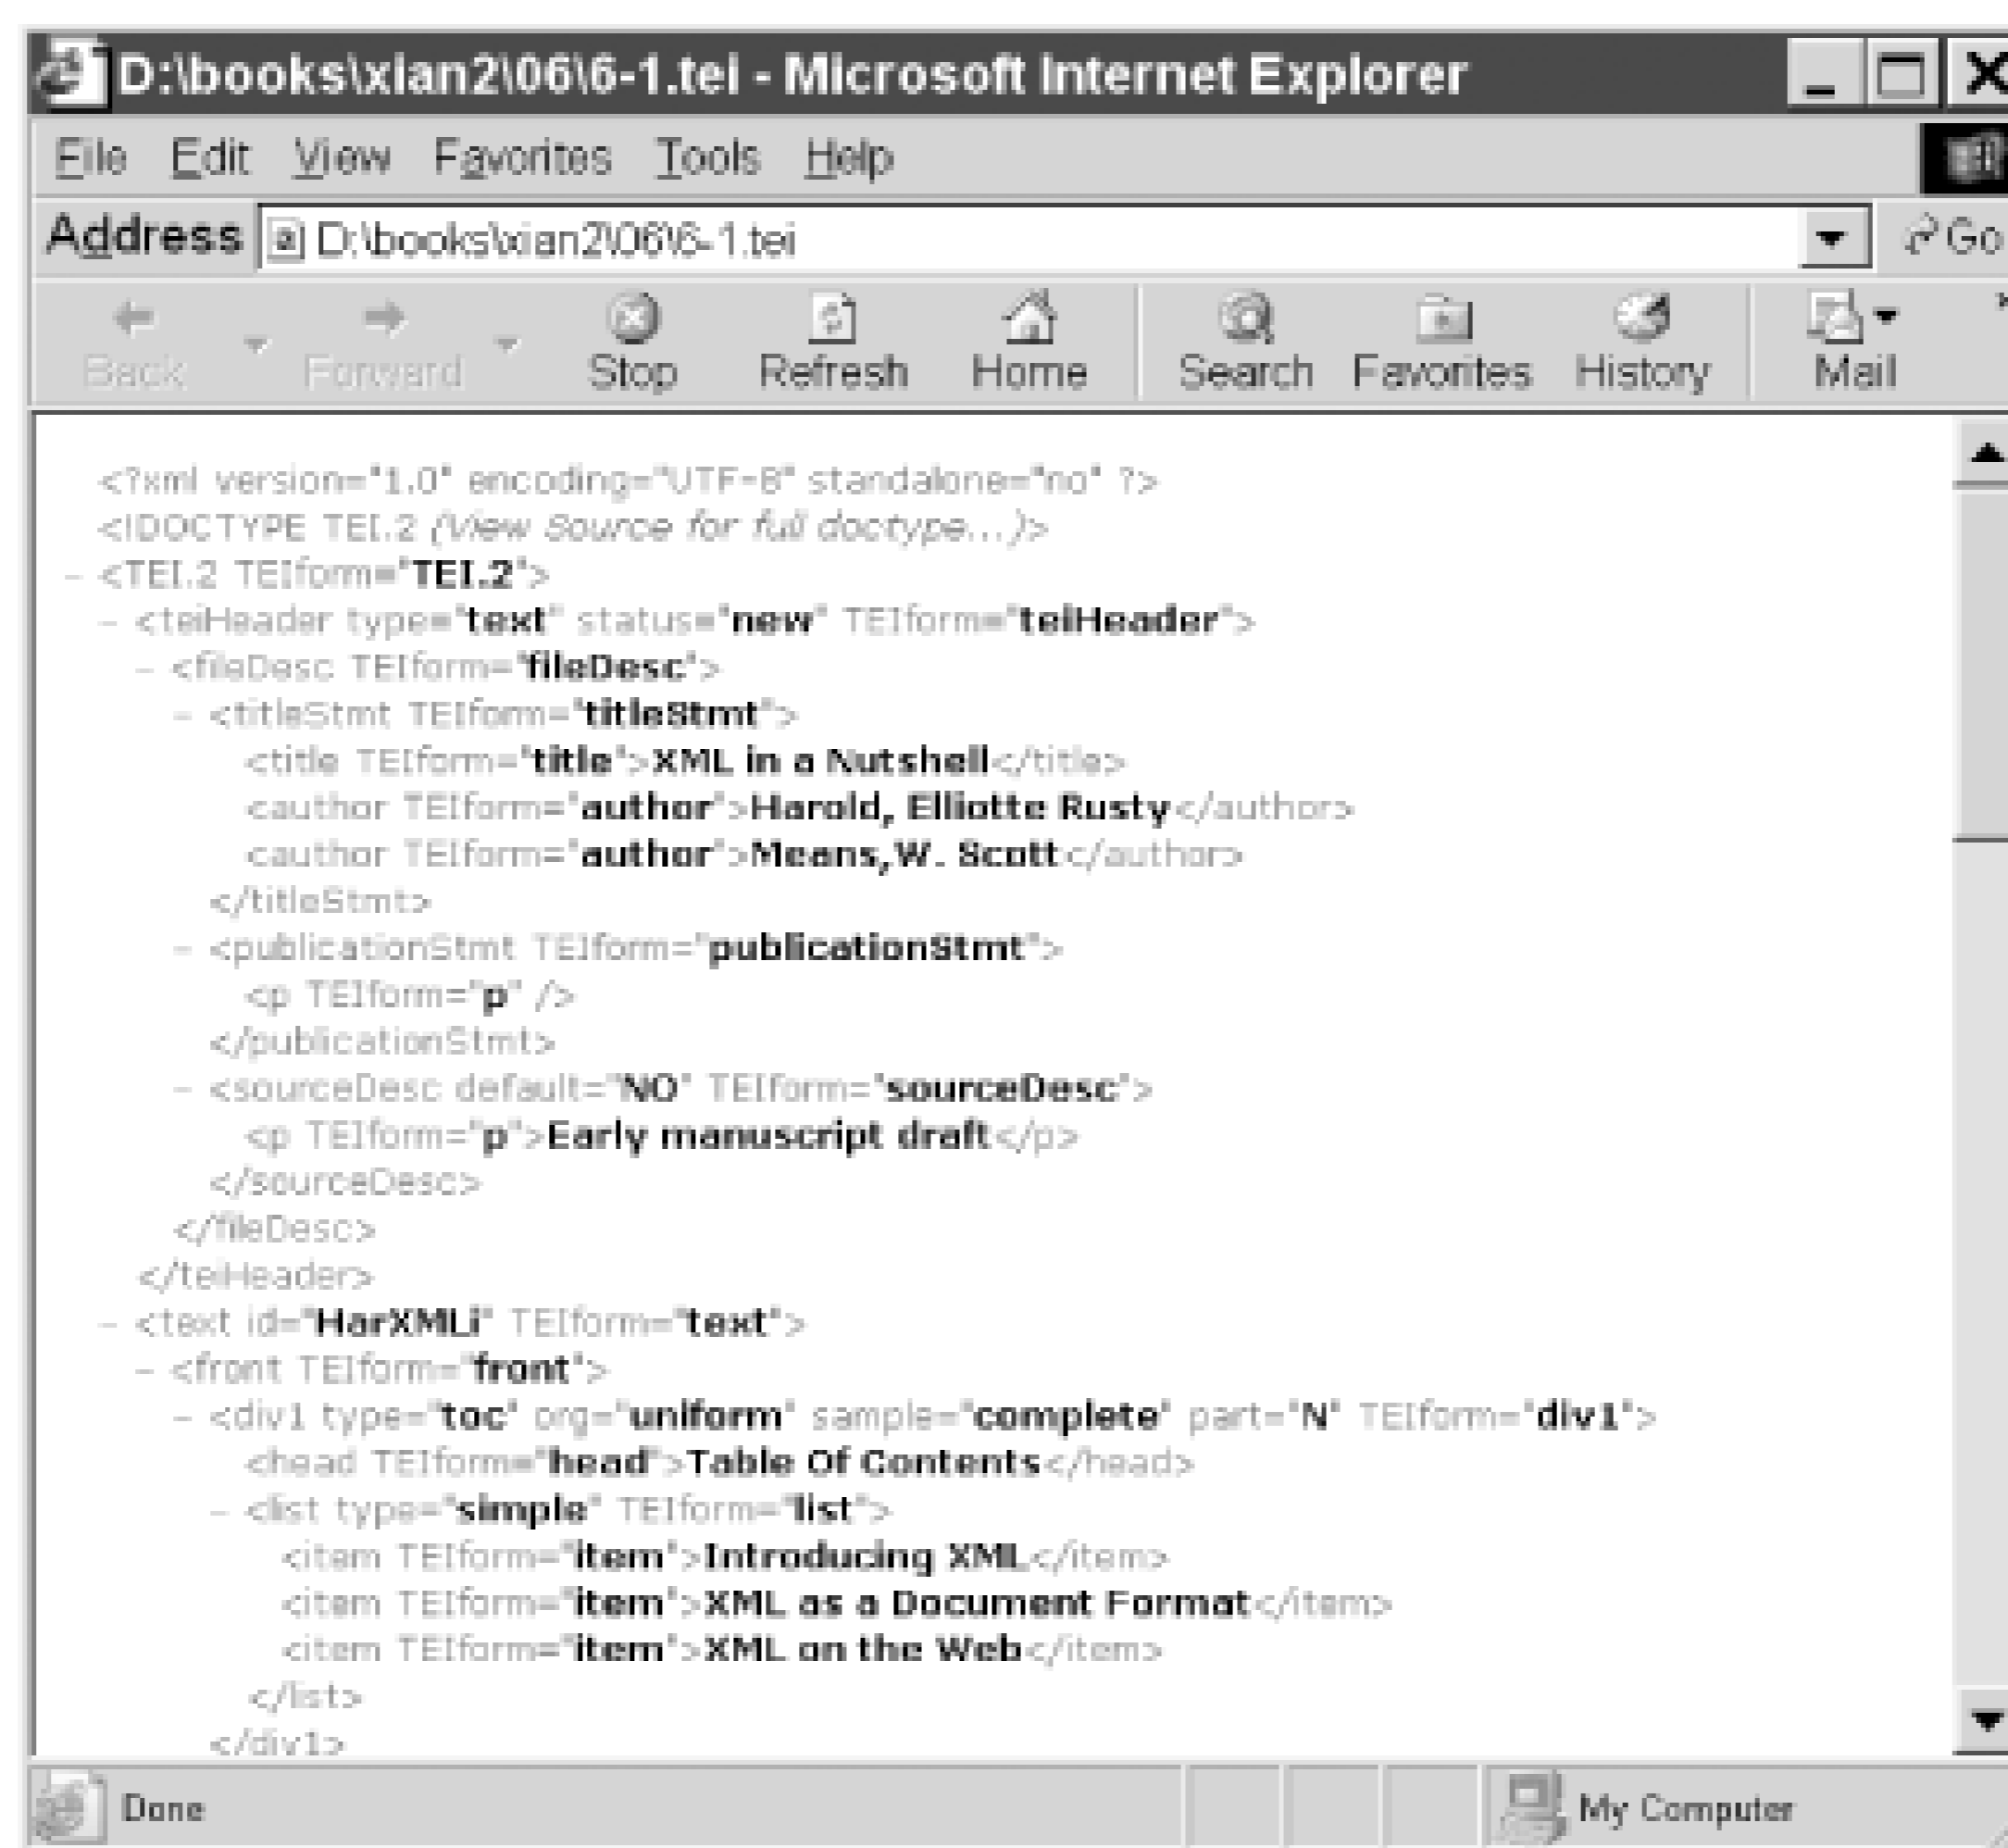 D:\books\xian2\06\6-1.tei - Microsoft Internet Explorer
File Edit View Favorites Tools Help
Address D:\books\xian2\06\6-1.tei Go
Back Forward Stop Refresh Home Search Favorites History Mail
<?xml version="1.0" encoding="UTF-8" standalone="no" ?>
<!DOCTYPE TEI.2 (View Source for full doctype...)>
- <TEI.2 TEIform="TEI.2">
- <teiHeader type="text" status="new" TEIform="teiHeader">
- <fileDesc TEIform="fileDesc">
- <titleStmt TEIform="titleStmt">
<title TEIform="title">XML in a Nutshell</title>
<author TEIform="author">Harold, Elliotte Rusty</author>
<author TEIform="author">Means,W. Scott</author>
</titleStmt>
- <publicationStmt TEIform="publicationStmt">
<p TEIform="p" />
</publicationStmt>
- <sourceDesc default="NO" TEIform="sourceDesc">
<p TEIform="p">Early manuscript draft</p>
</sourceDesc>
</fileDesc>
</teiHeader>
- <text id="HarXMLi" TEIform="text">
- <front TEIform="front">
- <div1 type="toc" org="uniform" sample="complete" part="N" TEIform="div1">
<head TEIform="head">Table Of Contents</head>
- <list type="simple" TEIform="list">
<item TEIform="item">Introducing XML</item>
<item TEIform="item">XML as a Document Format</item>
<item TEIform="item">XML on the Web</item>
</list>
</div1>
Done My Computer